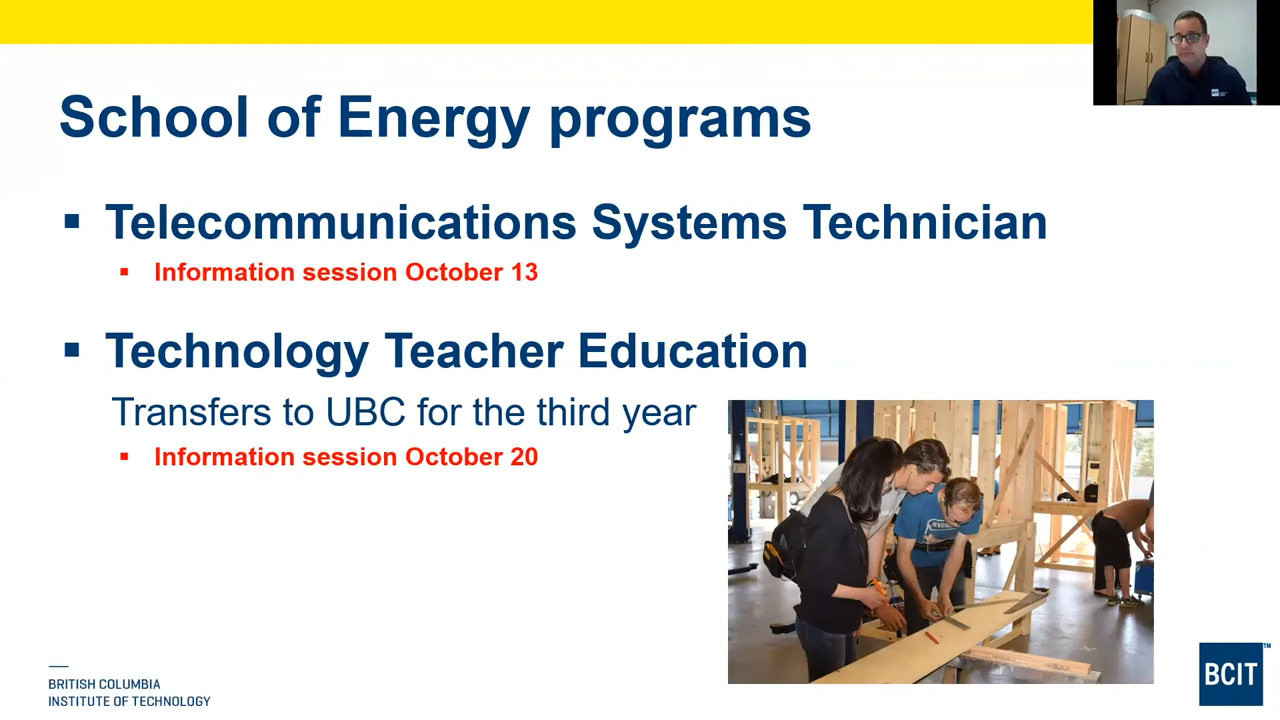 School of Energy programs
▪ Telecommunications Systems Technician
▪ Information session October 13
▪ Technology Teacher Education
Transfers to UBC for the third year
▪ Information session October 20
BRITISH COLUMBIA
INSTITUTE OF TECHNOLOGY
BCIT™